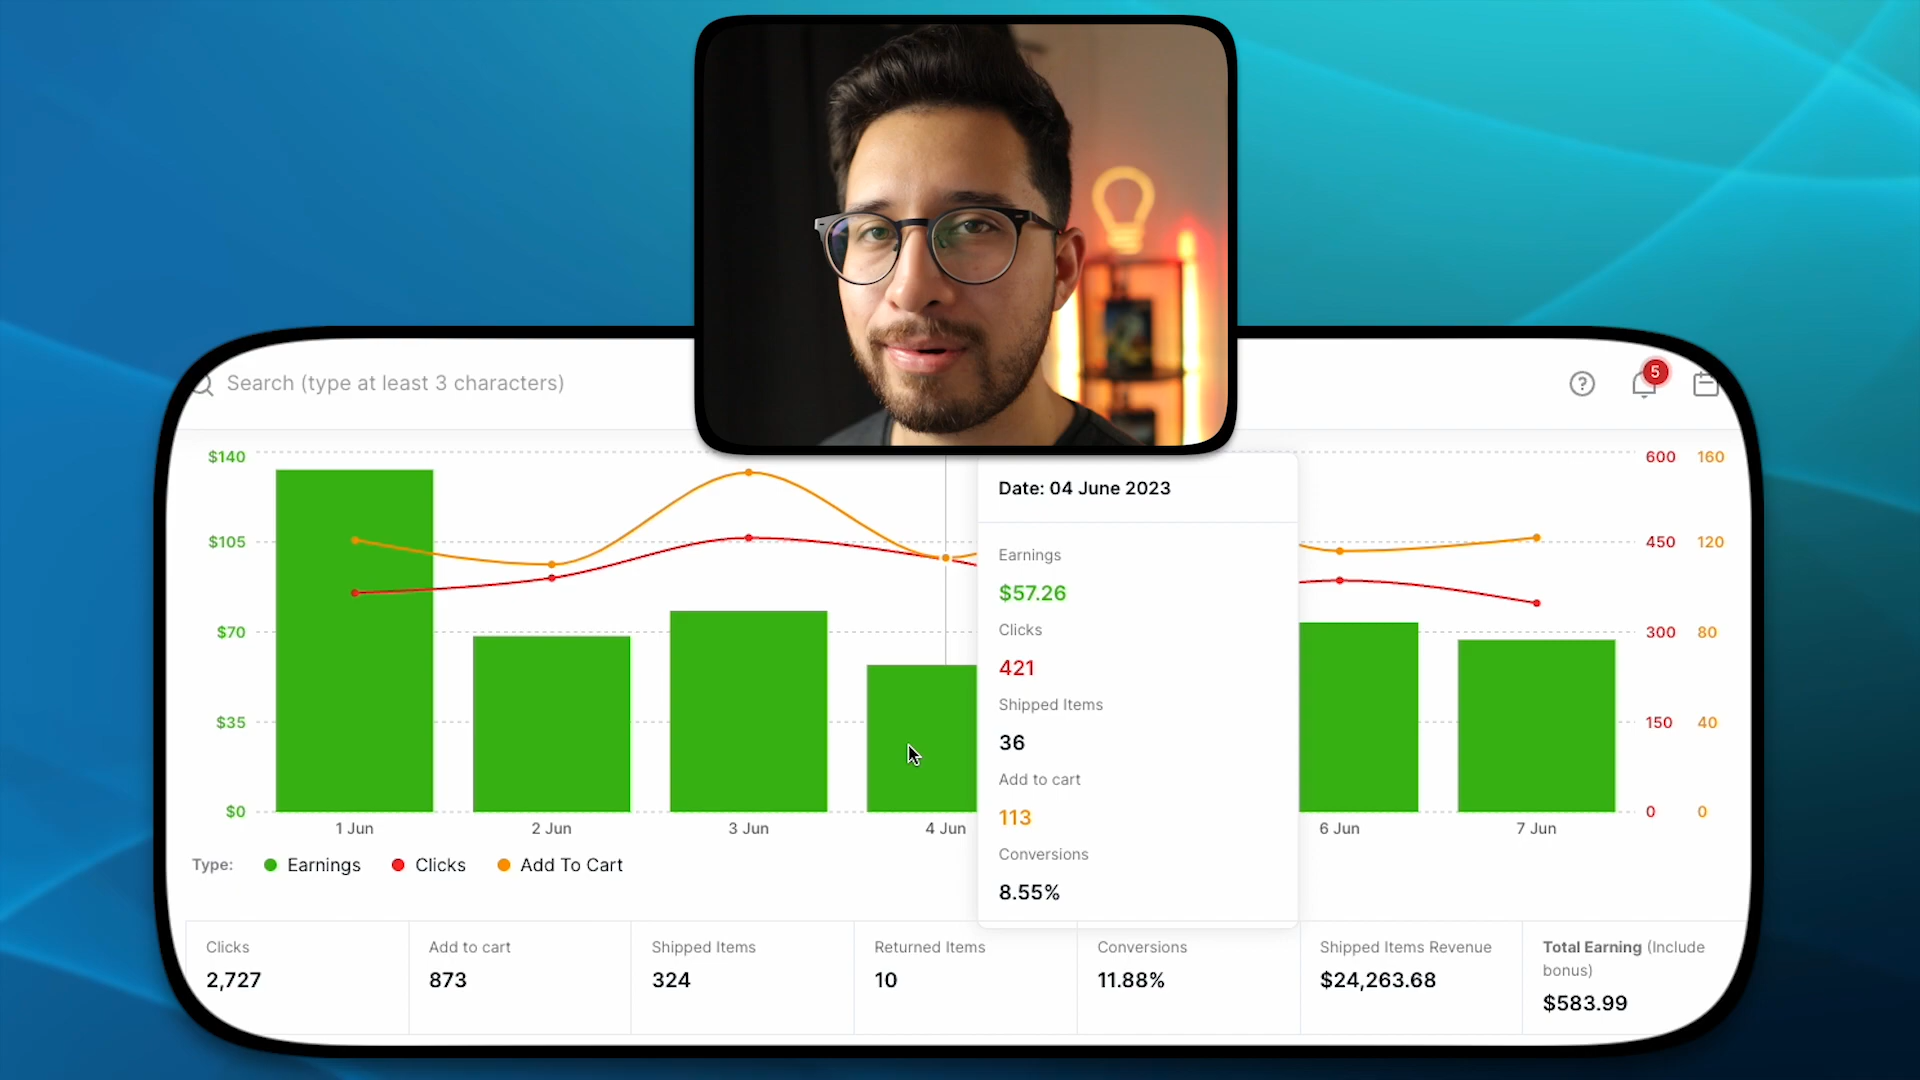 Search (type at least 3 characters)
5
$140
$105
$70
$35
$0
600
450
300
150
0
160
120
80
40
0
1 Jun
2 Jun
3 Jun
4 Jun
6 Jun
7 Jun
Date: 04 June 2023
Earnings
$57.26
Clicks
421
Shipped Items
36
Add to cart
113
Conversions
8.55%
Type:
Earnings
Clicks
Add To Cart
Clicks
2,727
Add to cart
873
Shipped Items
324
Returned Items
10
Conversions
11.88%
Shipped Items Revenue
$24,263.68
Total Earning (Include
bonus)
$583.99